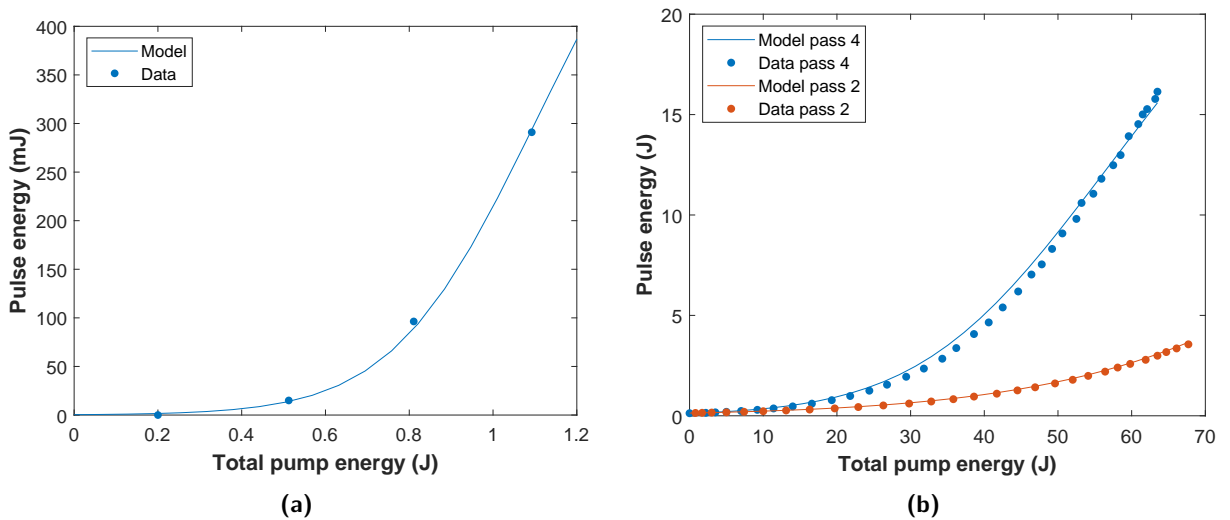 400
350
300
250
200
150
100
50
0
Pulse energy (mJ)
Model
Data
0 0.2 0.4 0.6 0.8 1 1.2
Total pump energy (J)
(a)
20
15
10
5
0
Pulse energy (J)
Model pass 4
Data pass 4
Model pass 2
Data pass 2
0 10 20 30 40 50 60 70
Total pump energy (J)
(b)